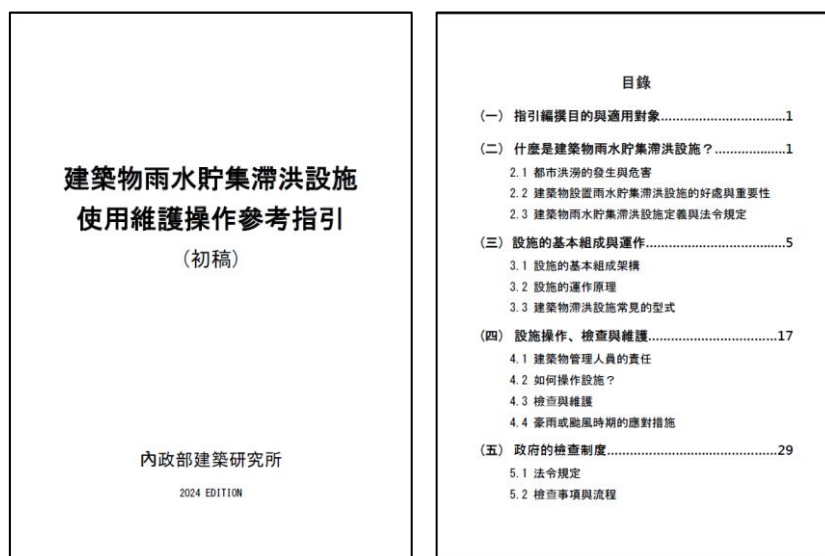 建築物雨水貯集滯洪設施
使用維護操作參考指引
(初稿)
內政部建築研究所
2024 EDITION
目錄
(一) 指引編撰目的與適用對象................................1
(二) 什麼是建築物雨水貯集滯洪設施？..................1
2.1 都市洪澇的發生與危害
2.2 建築物設置雨水貯集滯洪設施的好處與重要性
2.3 建築物雨水貯集滯洪設施定義與法令規定
(三) 設施的基本組成與運作....................................5
3.1 設施的基本組成架構
3.2 設施的運作原理
3.3 建築物滯洪設施常見的型式
(四) 設施操作、檢查與維護.................................17
4.1 建築物管理人員的責任
4.2 如何操作設施？
4.3 檢查與維護
4.4 豪雨或颱風時期的應對措施
(五) 政府的檢查制度............................................29
5.1 法令規定
5.2 檢查事項與流程